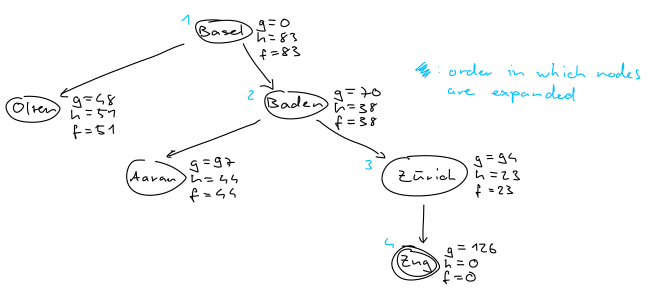 1
Basel
g=0
h=83
f=83
: order in which nodes
are expanded
Olten
g=48
h=51
f=51
2
Baden
g=70
h=38
f=38
Aarau
g=97
h=44
f=44
3
Zürich
g=94
h=23
f=23
4
Zug
g=126
h=0
f=0